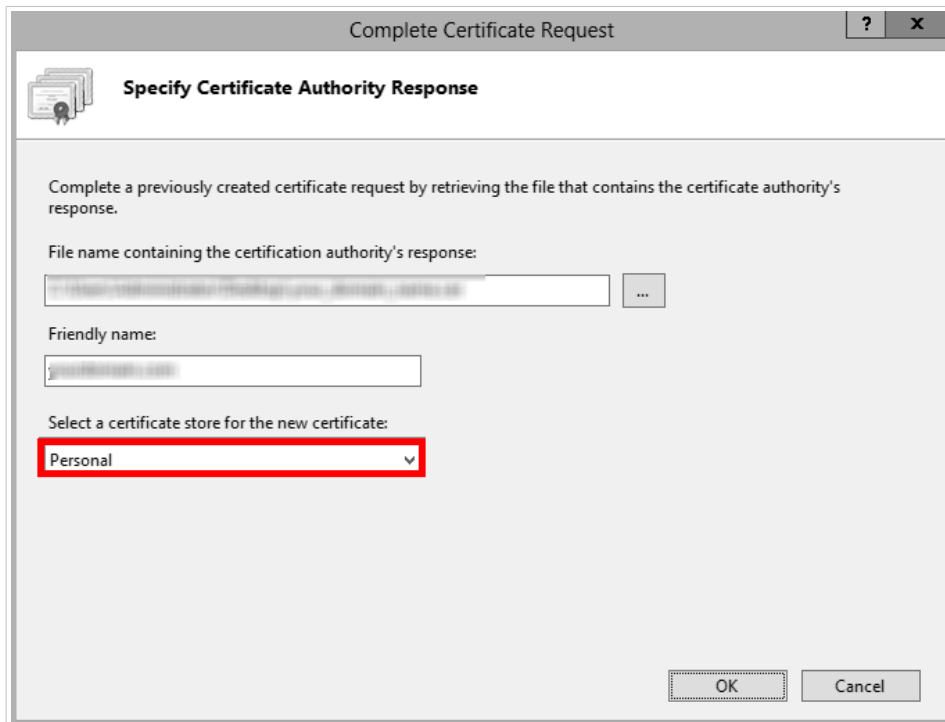 Complete Certificate Request
? x
Specify Certificate Authority Response
Complete a previously created certificate request by retrieving the file that contains the certificate authority's
response.
File name containing the certification authority's response:
...
Friendly name:
Select a certificate store for the new certificate:
Personal
OK Cancel